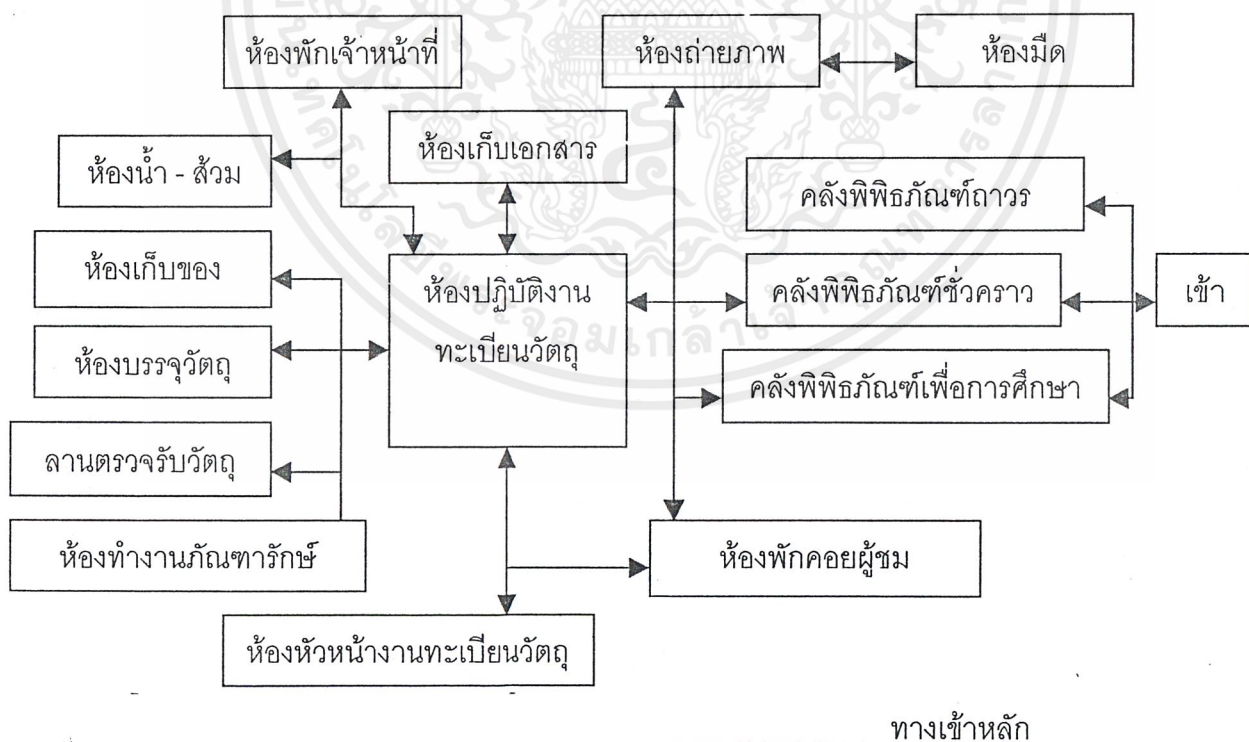 ห้องพักเจ้าหน้าที่
ห้องถ่ายภาพ
ห้องมืด
ห้องน้ำ - ส้วม
ห้องเก็บเอกสาร
คลังพิพิธภัณฑ์ถาวร
ห้องเก็บของ
ห้องปฏิบัติงาน
ทะเบียนวัตถุ
คลังพิพิธภัณฑ์ชั่วคราว
เข้า
ห้องบรรจุวัตถุ
คลังพิพิธภัณฑ์เพื่อการศึกษา
ลานตรวจรับวัตถุ
ห้องทำงานภัณฑารักษ์
ห้องพักคอยผู้ชม
ห้องหัวหน้างานทะเบียนวัตถุ
ทางเข้าหลัก